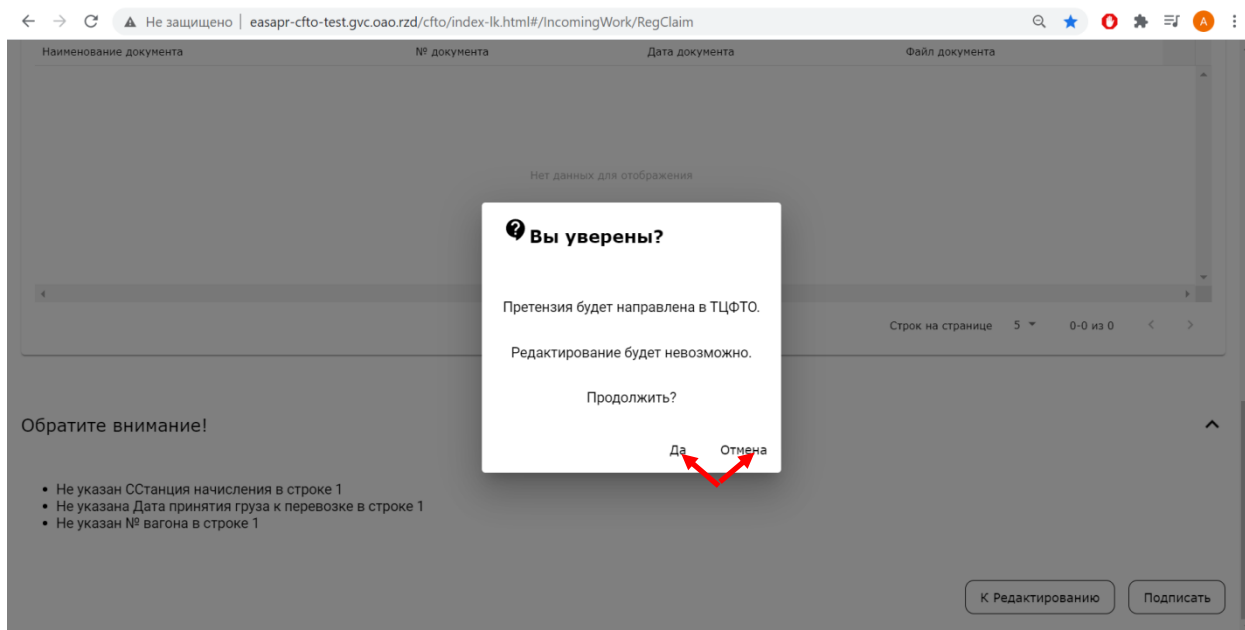 Не защищено | easapr-cfto-test.gvc.oao.rzd/cfto/index-lk.html#/IncomingWork/RegClaim
A
Наименование документа № документа Дата документа Файл документа
Нет данных для отображения
Вы уверены?
Претензия будет направлена в ТЦФТО.
Строк на странице 5 0-0 из 0
Редактирование будет невозможно.
Продолжить?
Обратите внимание!
Да Отмена
• Не указан ССтанция начисления в строке 1
• Не указана Дата принятия груза к перевозке в строке 1
• Не указан № вагона в строке 1
К Редактированию Подписать